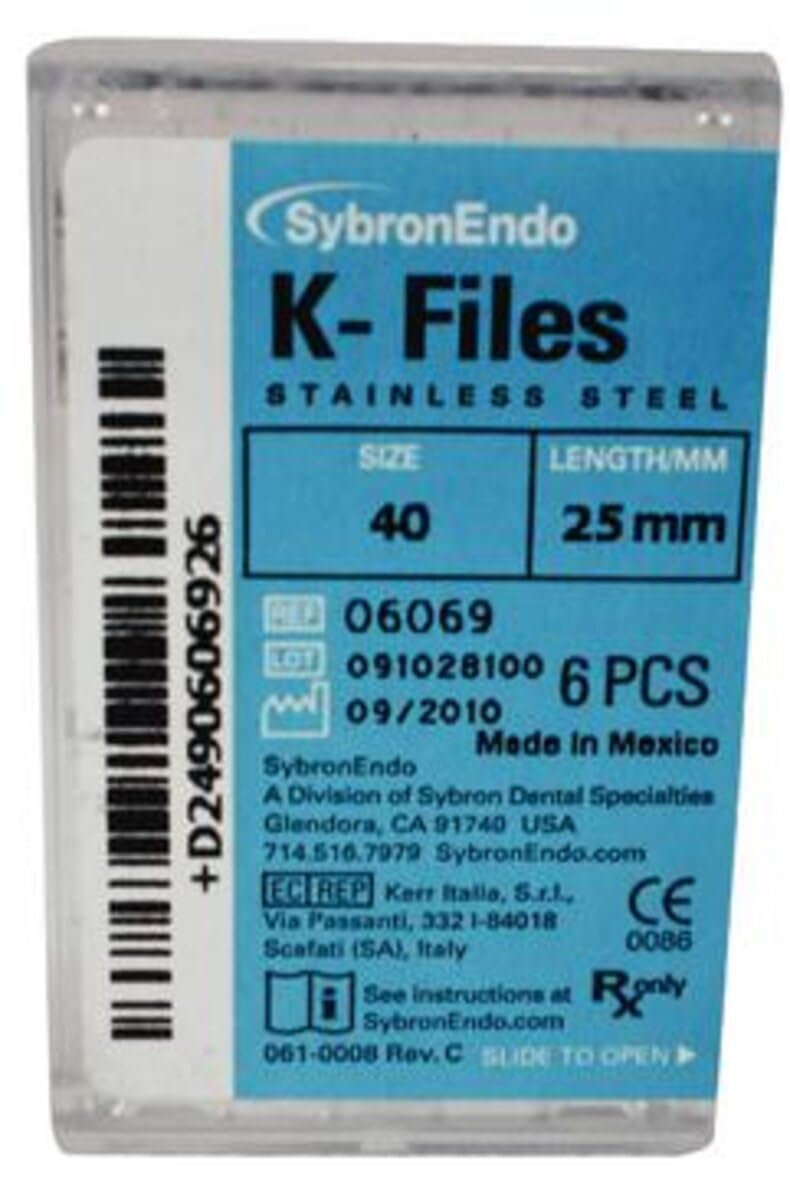 SybronEndo
K- Files
STAINLESS STEEL
SIZE LENGTH/MM
40 25 mm
REF 06069
LOT 091028100 6 PCS
09/2010
Made In Mexico
SybronEndo
A Division of Sybron Dental Specialties
Glendora, CA 91740 USA
714.516.7979 SybronEndo.com
EC REP Kerr Italia, S.r.l.,
Via Passanti, 332 I-84018
Scafati (SA), Italy
CE
0086
i See instructions at
SybronEndo.com
Rx only
061-0008 Rev. C SLIDE TO OPEN
+D2490606926